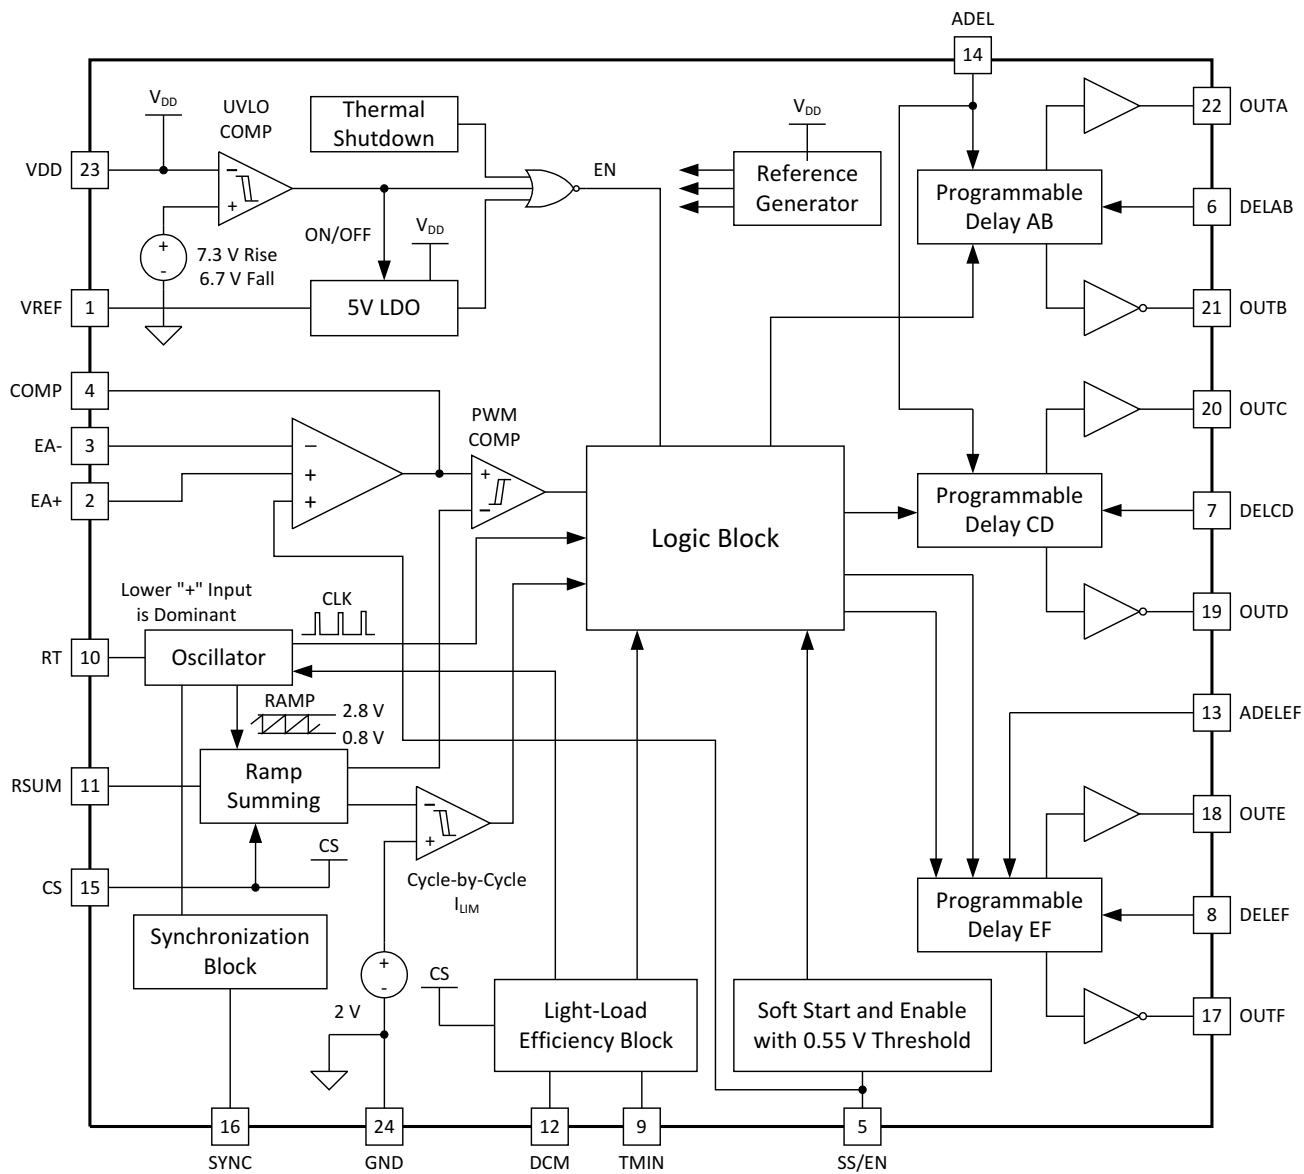 ADEL
14
VDD
23
V_DD
UVLO
COMP
−
+
+
-
7.3 V Rise
6.7 V Fall
Thermal
Shutdown
ON/OFF
V_DD
5V LDO
VREF
1
EN
V_DD
Reference
Generator
Programmable
Delay AB
22
OUTA
6
DELAB
21
OUTB
COMP
4
EA-
3
EA+
2
−
+
+
PWM
COMP
+
−
Logic Block
Programmable
Delay CD
20
OUTC
7
DELCD
19
OUTD
Lower "+" Input
is Dominant
CLK
RT
10
Oscillator
RAMP
2.8 V
0.8 V
RSUM
11
Ramp
Summing
−
+
Cycle-by-Cycle
I_LIM
CS
CS
15
Synchronization
Block
+
-
2 V
CS
Light-Load
Efficiency Block
Soft Start and Enable
with 0.55 V Threshold
13
ADELEF
18
OUTE
Programmable
Delay EF
8
DELEF
17
OUTF
16
SYNC
24
GND
12
DCM
9
TMIN
5
SS/EN